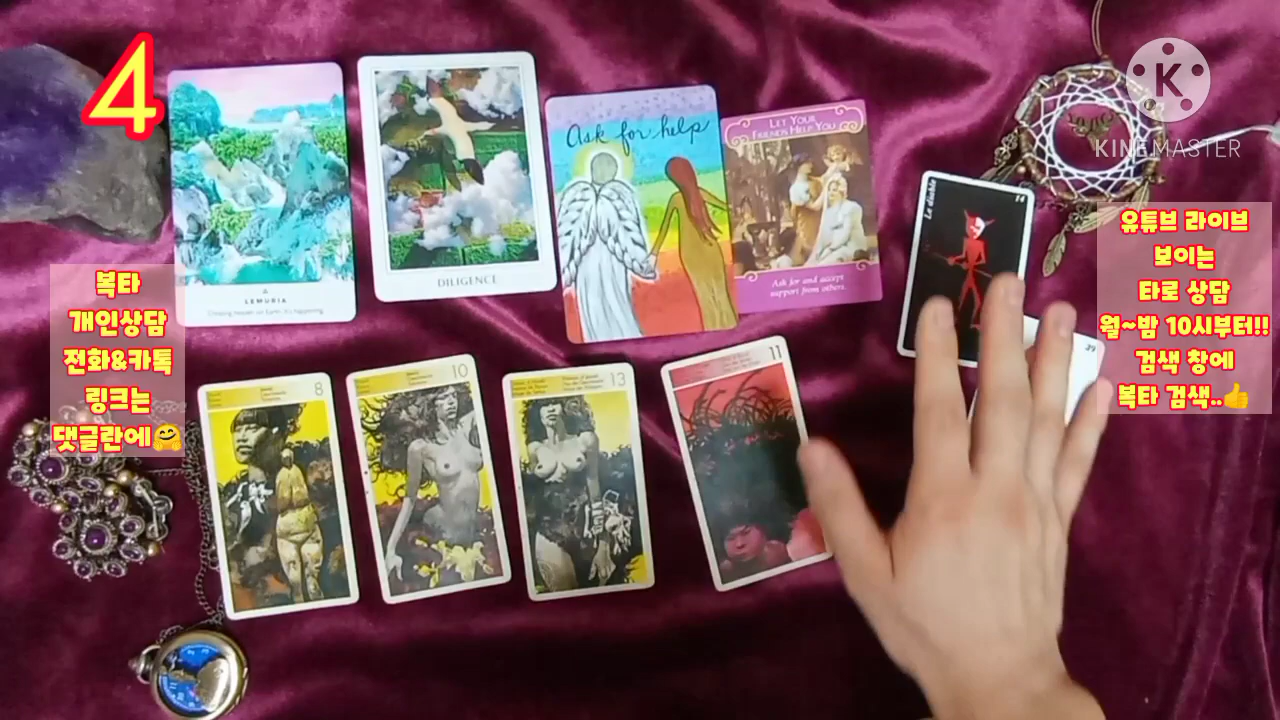 4
복타
개인상담
전화&카톡
링크는
댓글란에🤗
LEMURIA
DILIGENCE
Ask for help
LET YOUR
FRIENDS HELP YOU
Ask for and accept
support from others.
Le diable
14
39
8
10
13
11
K
KINEMASTER
유튜브 라이브
보이는
타로 상담
월~밤 10시부터!!
검색 창에
복타 검색..👍